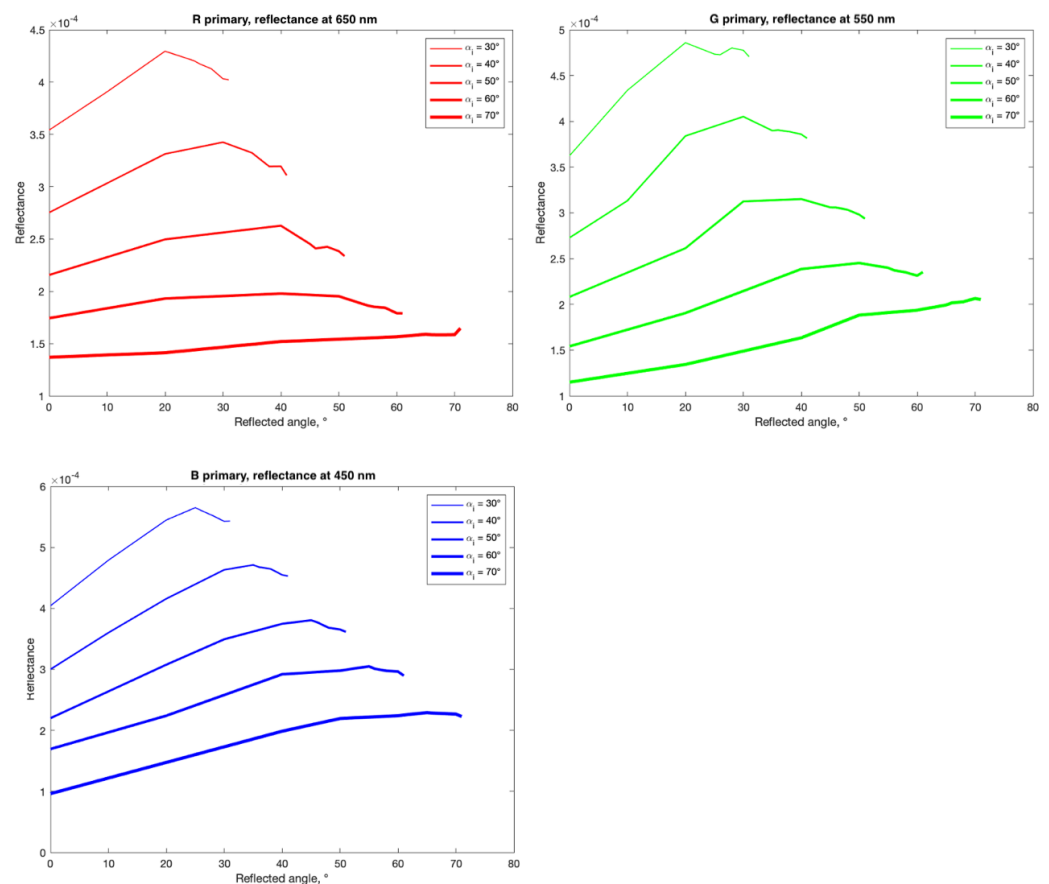 R primary, reflectance at 650 nm
×10-4
4.5
4
3.5
3
2.5
2
1.5
1
Reflectance
0 10 20 30 40 50 60 70 80
Reflected angle, °
αi = 30°
αi = 40°
αi = 50°
αi = 60°
αi = 70°
G primary, reflectance at 550 nm
×10-4
5
4.5
4
3.5
3
2.5
2
1.5
1
Reflectance
0 10 20 30 40 50 60 70 80
Reflected angle, °
αi = 30°
αi = 40°
αi = 50°
αi = 60°
αi = 70°
B primary, reflectance at 450 nm
×10-4
6
5
4
3
2
1
0
Reflectance
0 10 20 30 40 50 60 70 80
Reflected angle, °
αi = 30°
αi = 40°
αi = 50°
αi = 60°
αi = 70°